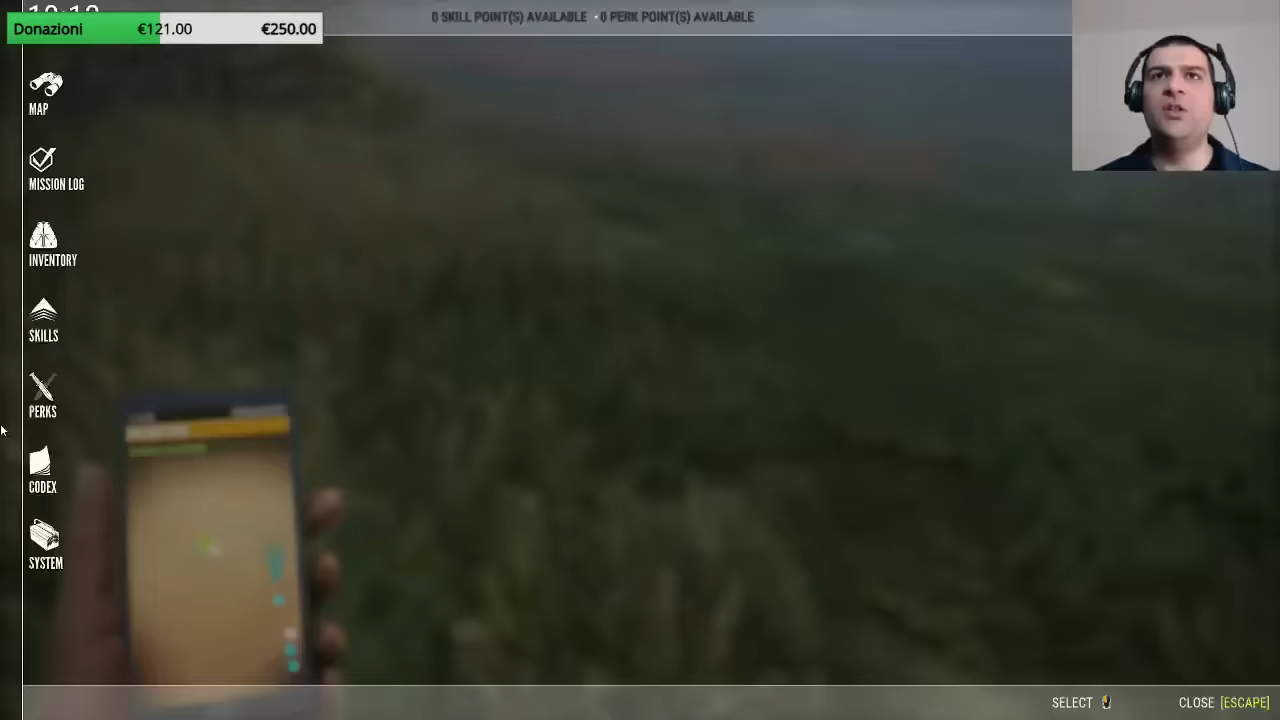 0 SKILL POINT(S) AVAILABLE · 0 PERK POINT(S) AVAILABLE
Donazioni €121.00 €250.00
MAP
MISSION LOG
INVENTORY
SKILLS
PERKS
CODEX
SYSTEM
SELECT CLOSE [ESCAPE]